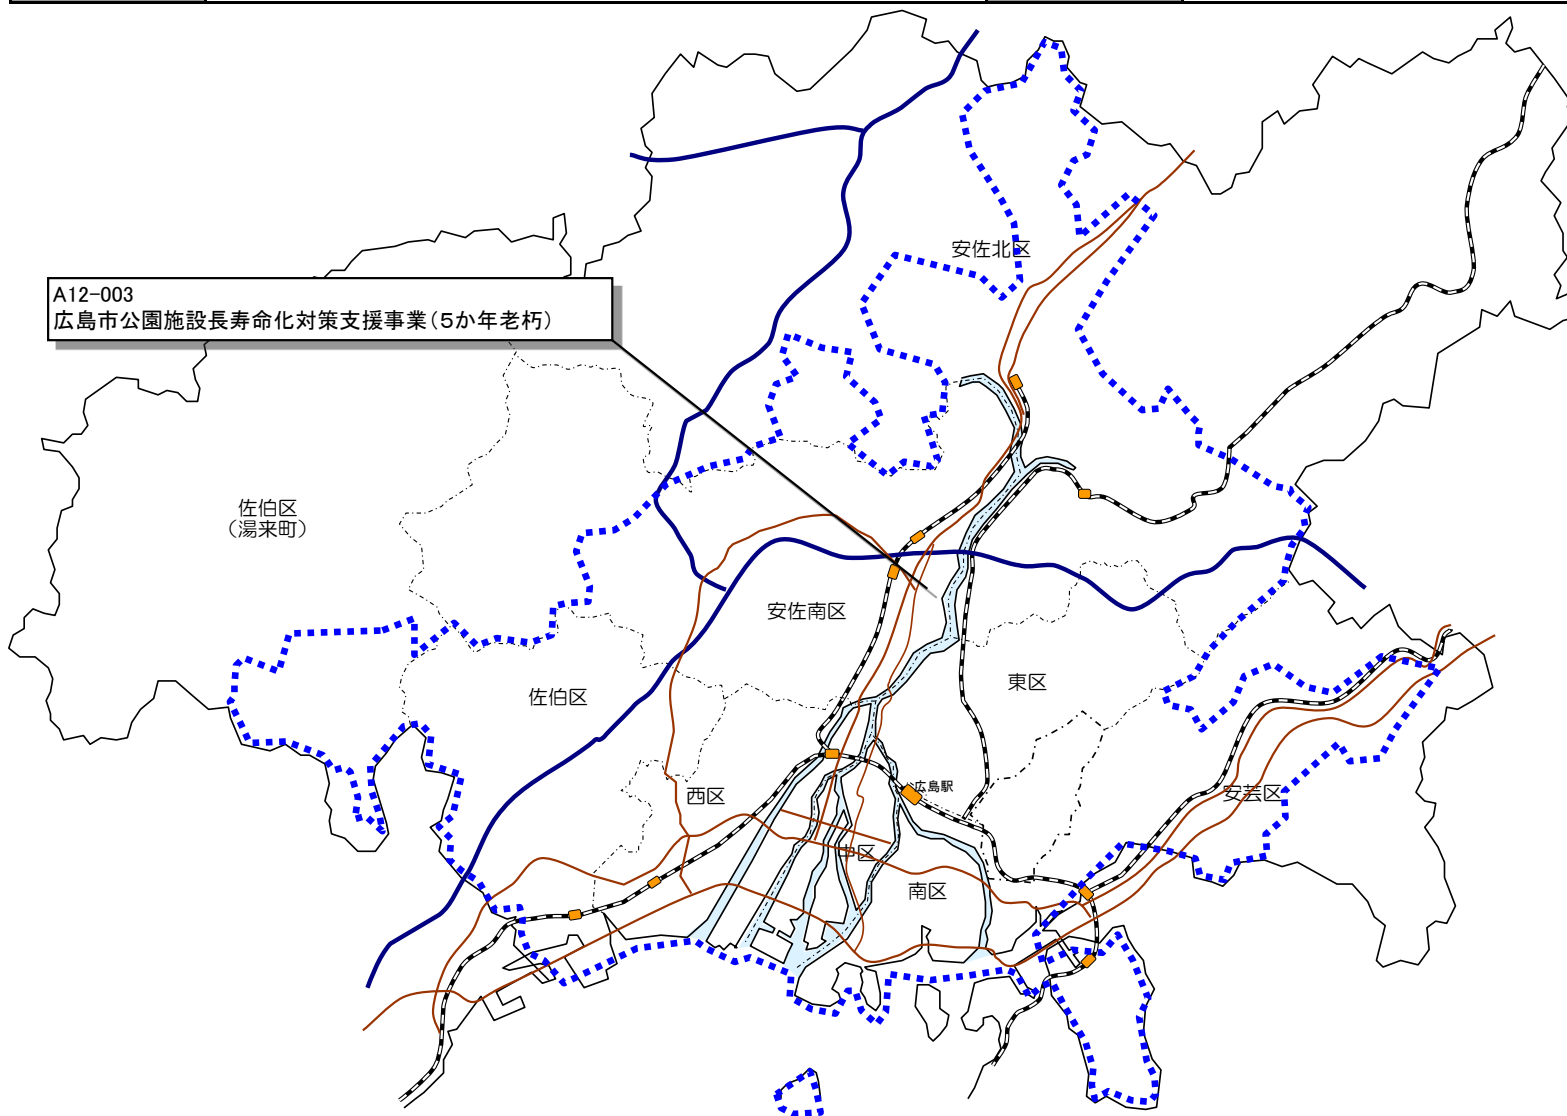 安佐北区
A12-003
広島市公園施設長寿命化対策支援事業（5か年老朽）
佐伯区
（湯来町）
安佐南区
東区
佐伯区
広島駅
西区
安芸区
中区
南区